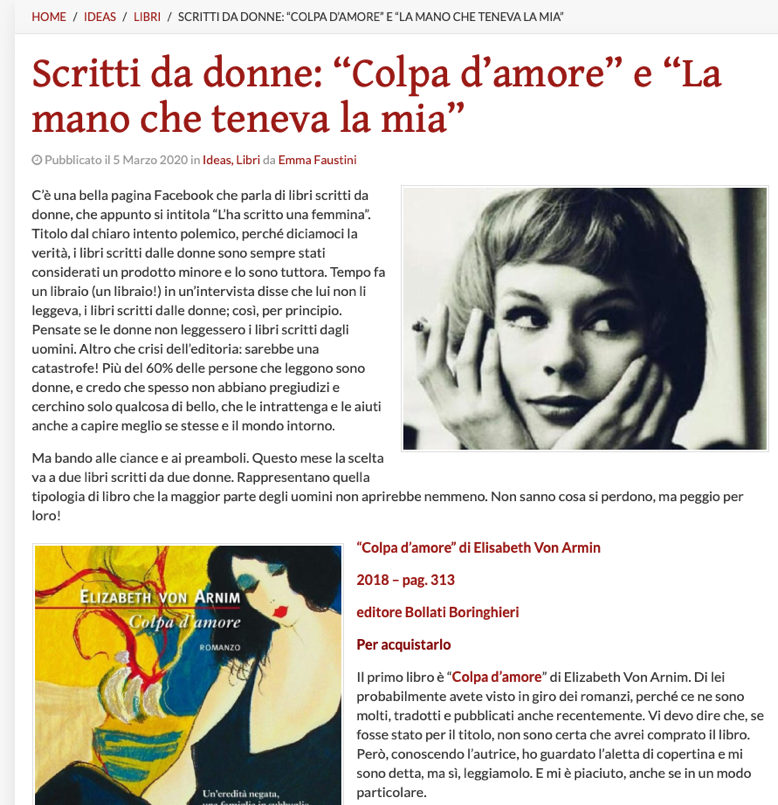 HOME / IDEAS / LIBRI / SCRITTI DA DONNE: “COLPA D’AMORE” E “LA MANO CHE TENEVA LA MIA”
Scritti da donne: “Colpa d’amore” e “La
mano che teneva la mia”
Pubblicato il 5 Marzo 2020 in Ideas, Libri da Emma Faustini
C’è una bella pagina Facebook che parla di libri scritti da
donne, che appunto si intitola “L’ha scritto una femmina”.
Titolo dal chiaro intento polemico, perché diciamoci la
verità, i libri scritti dalle donne sono sempre stati
considerati un prodotto minore e lo sono tuttora. Tempo fa
un libraio (un libraio!) in un’intervista disse che lui non li
leggeva, i libri scritti dalle donne; così, per principio.
Pensate se le donne non leggessero i libri scritti dagli
uomini. Altro che crisi dell’editoria: sarebbe una
catastrofe! Più del 60% delle persone che leggono sono
donne, e credo che spesso non abbiano pregiudizi e
cerchino solo qualcosa di bello, che le intrattenga e le aiuti
anche a capire meglio se stesse e il mondo intorno.
Ma bando alle ciance e ai preamboli. Questo mese la scelta
va a due libri scritti da due donne. Rappresentano quella
tipologia di libro che la maggior parte degli uomini non aprirebbe nemmeno. Non sanno cosa si perdono, ma peggio per
loro!
ELIZABETH VON ARNIM
Colpa d’amore
ROMANZO
Un’eredità negata,
una famiglia in subbuglio
“Colpa d’amore” di Elisabeth Von Armin
2018 – pag. 313
editore Bollati Boringhieri
Per acquistarlo
Il primo libro è “Colpa d’amore” di Elizabeth Von Arnim. Di lei
probabilmente avete visto in giro dei romanzi, perché ce ne sono
molti, tradotti e pubblicati anche recentemente. Vi devo dire che, se
fosse stato per il titolo, non sono certa che avrei comprato il libro.
Però, conoscendo l’autrice, ho guardato l’aletta di copertina e mi
sono detta, ma sì, leggiamolo. E mi è piaciuto, anche se in un modo
particolare.